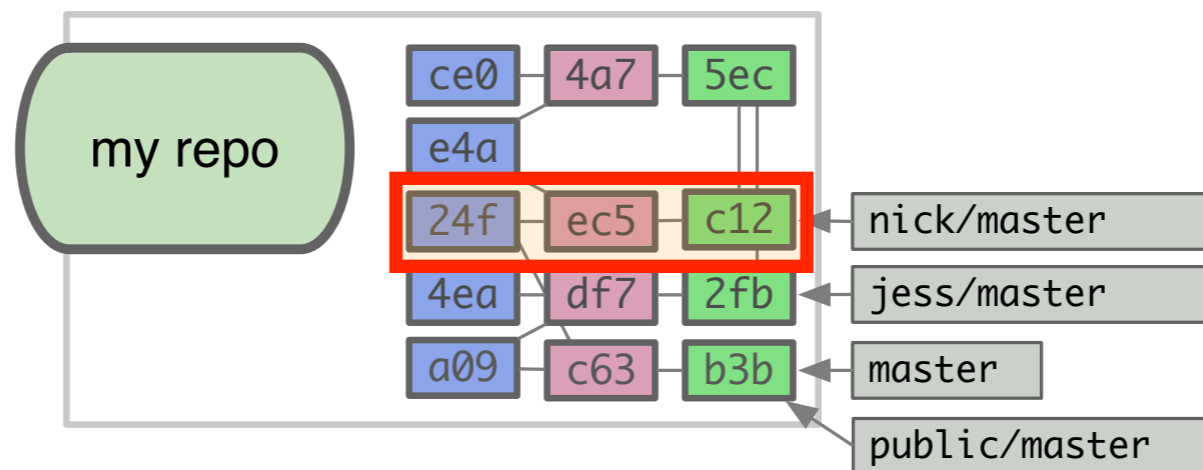 my repo
ce0 4a7 5ec
e4a
24f ec5 c12 nick/master
4ea df7 2fb jess/master
a09 c63 b3b master
public/master